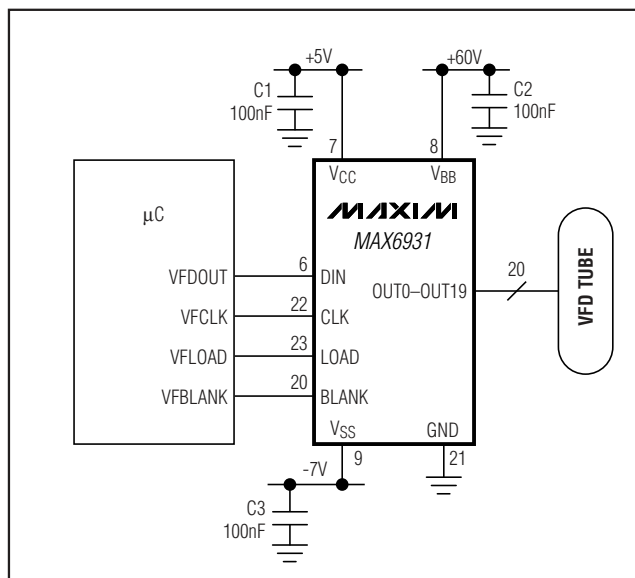 +5V
+60V
C1
100nF
C2
100nF
7
8
VCC
VBB
µC
MAXIM
MAX6931
VFDOUT
6
DIN
OUT0–OUT19
20
VFD TUBE
VFCLK
22
CLK
VFLOAD
23
LOAD
VFBLANK
20
BLANK
VSS
GND
9
21
-7V
C3
100nF